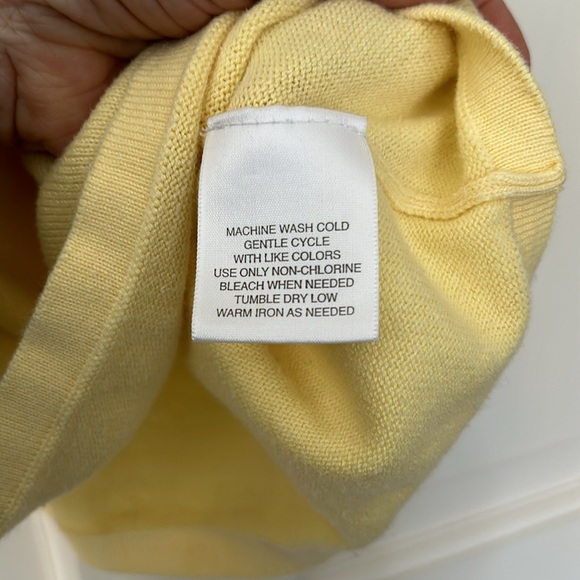 MACHINE WASH COLD
GENTLE CYCLE
WITH LIKE COLORS
USE ONLY NON-CHLORINE
BLEACH WHEN NEEDED
TUMBLE DRY LOW
WARM IRON AS NEEDED